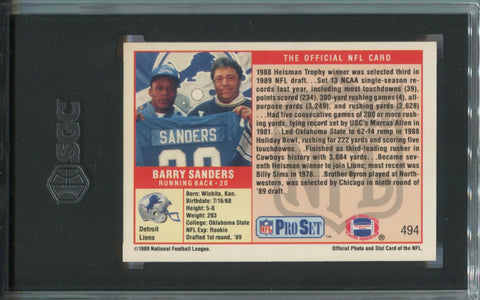 SGC
SANDERS
20
BARRY SANDERS
RUNNING BACK - 20
Detroit
Lions
Born: Wichita, Kan.
Birthdate: 7/16/68
Height: 5-8
Weight: 203
College: Oklahoma State
NFL Exp: Rookie
Drafted 1st round, '89
©1989 National Football League.
THE OFFICIAL NFL CARD
1988 Heisman Trophy winner was selected third in
1989 NFL draft. . .Set 13 NCAA single-season
records last year, including most touchdowns (39),
points scored (234), 300-yard rushing games (4), all-
purpose yards (3,249), and rushing yards (2,628)
. . .Had five consecutive games of 200 or more rush-
ing yards, tying record set by USC's Marcus Allen in
1981. . .Led Oklahoma State to 62-14 romp in 1988
Holiday Bowl, rushing for 222 yards and scoring five
touchdowns. . .Finished as third-leading rusher in
Cowboys history with 3,884 yards. . .Became
seventh Heisman winner to join Lions; most recent was
Billy Sims in 1978. . .Brother Byron played at North-
western, was selected by Chicago in ninth round of
'89 draft.
NFL
NFL PRO SET ™
®
494
Official Photo and Stat Card of the NFL.